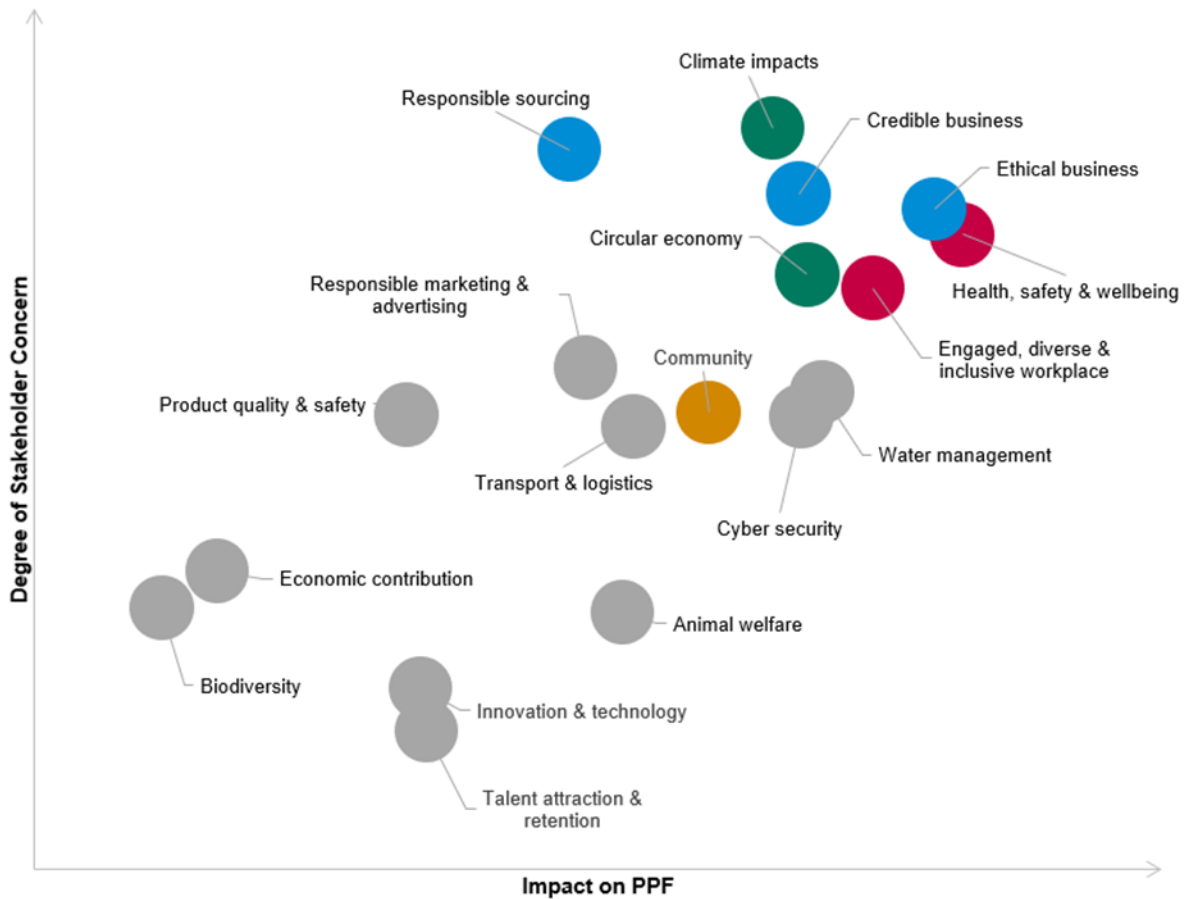 Climate impacts
Responsible sourcing
Credible business
Ethical business
Circular economy
Responsible marketing &
advertising
Health, safety & wellbeing
Engaged, diverse &
inclusive workplace
Community
Product quality & safety
Water management
Transport & logistics
Cyber security
Economic contribution
Animal welfare
Biodiversity
Innovation & technology
Talent attraction &
retention
Degree of Stakeholder Concern
Impact on PPF